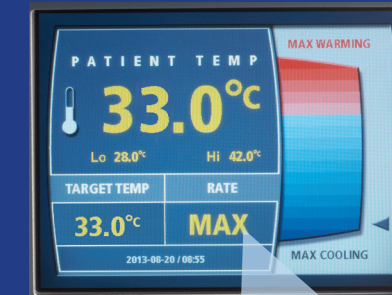 MAX WARMING
PATIENT TEMP
33.0°C
Lo 28.0°C Hi 42.0°C
TARGET TEMP RATE
33.0°C MAX
2013-08-20 / 08:55
MAX COOLING